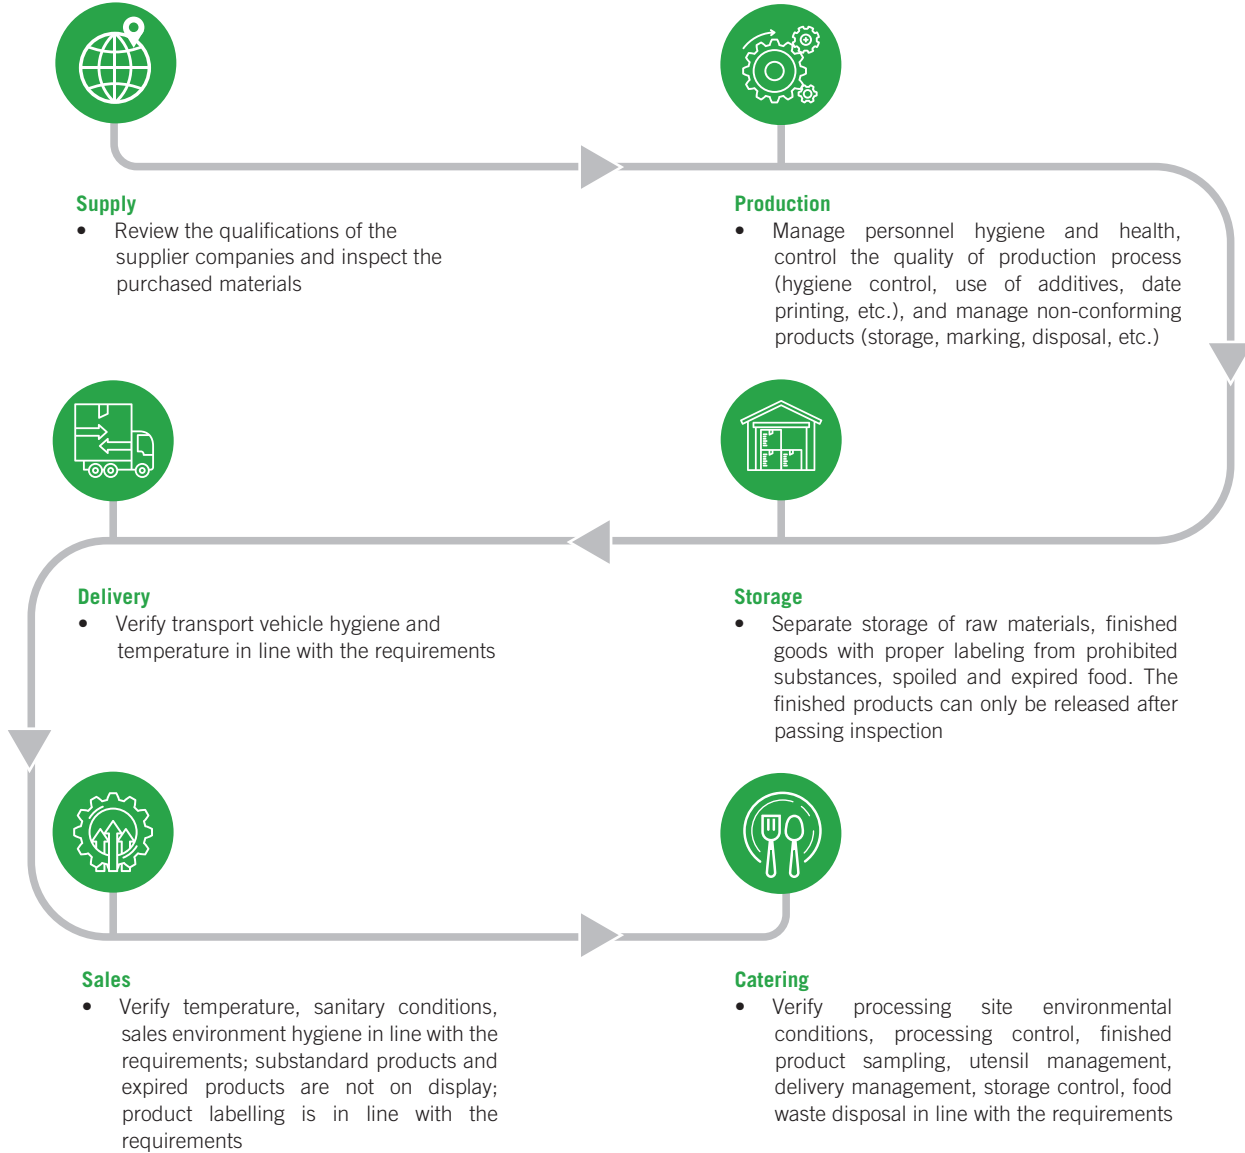 Supply
• Review the qualifications of the
supplier companies and inspect the
purchased materials
Production
• Manage personnel hygiene and health,
control the quality of production process
(hygiene control, use of additives, date
printing, etc.), and manage non-conforming
products (storage, marking, disposal, etc.)
Delivery
• Verify transport vehicle hygiene and
temperature in line with the requirements
Storage
• Separate storage of raw materials, finished
goods with proper labeling from prohibited
substances, spoiled and expired food. The
finished products can only be released after
passing inspection
Sales
• Verify temperature, sanitary conditions,
sales environment hygiene in line with the
requirements; substandard products and
expired products are not on display;
product labelling is in line with the
requirements
Catering
• Verify processing site environmental
conditions, processing control, finished
product sampling, utensil management,
delivery management, storage control, food
waste disposal in line with the requirements